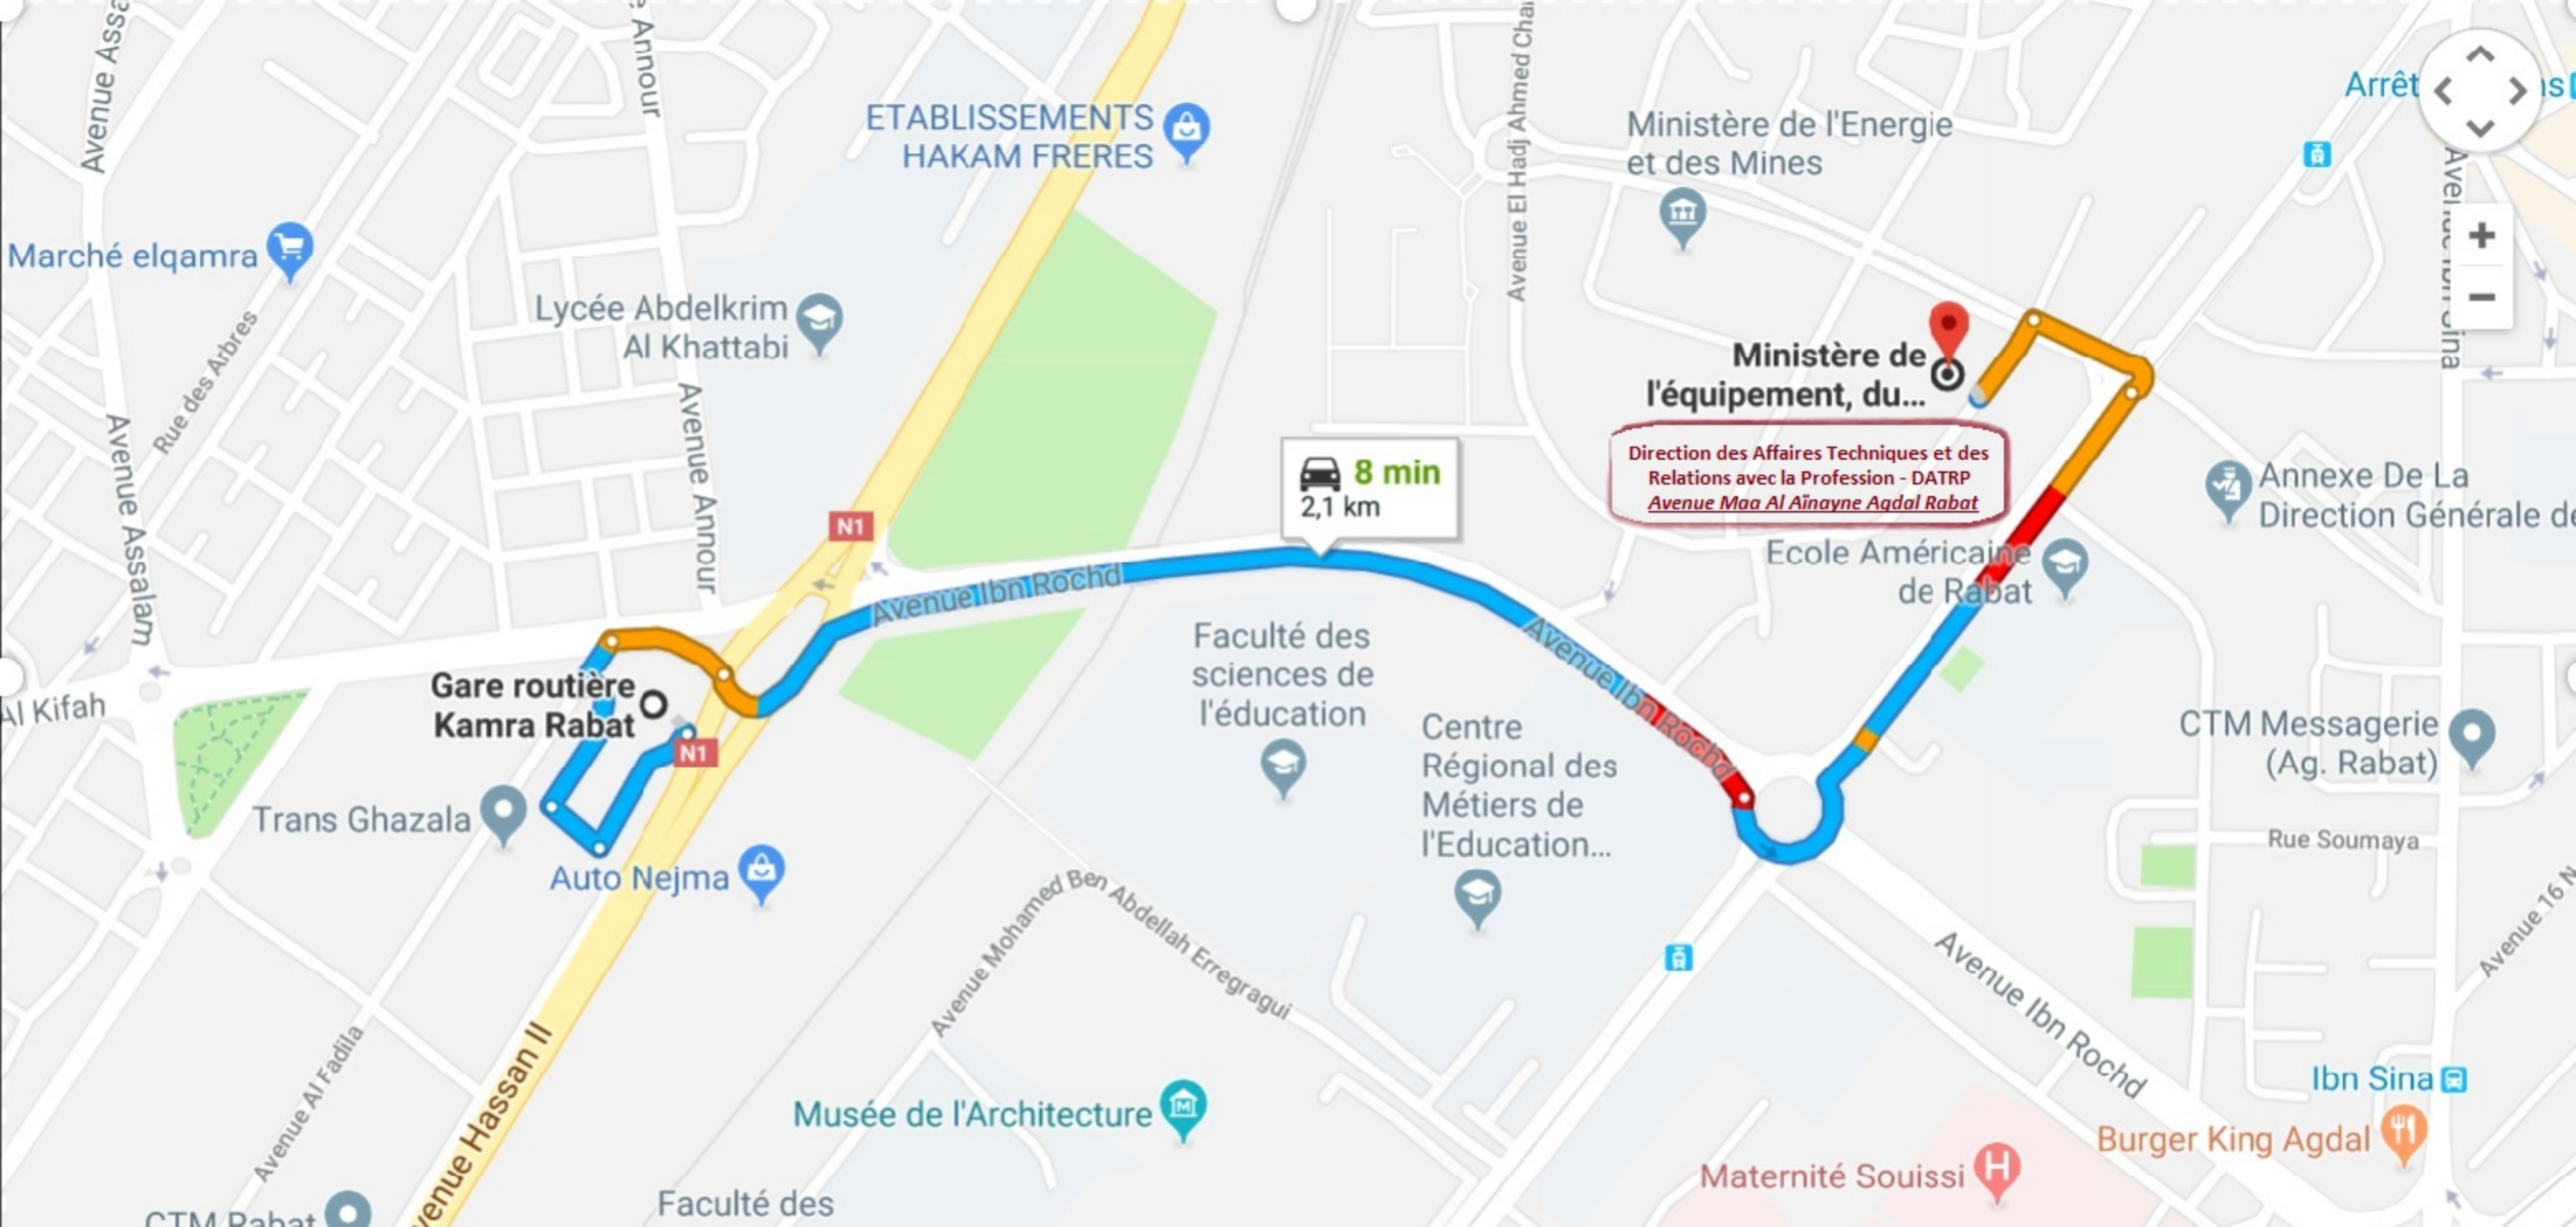 Avenue Assa
e Annour
Avenue El Hadj Ahmed Char
ETABLISSEMENTS
HAKAM FRERES
Ministère de l'Energie
et des Mines
Arrêt
ns
Avenue Ibn Sina
Marché elqamra
Rue des Arbres
Lycée Abdelkrim
Al Khattabi
Avenue Annour
Avenue Assalam
N1
8 min
2,1 km
Ministère de
l'équipement, du...
Direction des Affaires Techniques et des
Relations avec la Profession - DATRP
Avenue Maa Al Aïnayne Agdal Rabat
Annexe De La
Direction Générale de
Ecole Américaine
de Rabat
Avenue Ibn Rochd
Avenue Ibn Rochd
Al Kifah
Gare routière
Kamra Rabat
N1
Faculté des
sciences de
l'éducation
Centre
Régional des
Métiers de
l'Education...
CTM Messagerie
(Ag. Rabat)
Trans Ghazala
Auto Nejma
Rue Soumaya
Avenue Mohamed Ben Abdellah Erregragui
Avenue 16 N
Avenue Ibn Rochd
Avenue Al Fadila
venue Hassan II
Musée de l'Architecture
Ibn Sina
Burger King Agdal
Maternité Souissi
Faculté des
CTM Rabat